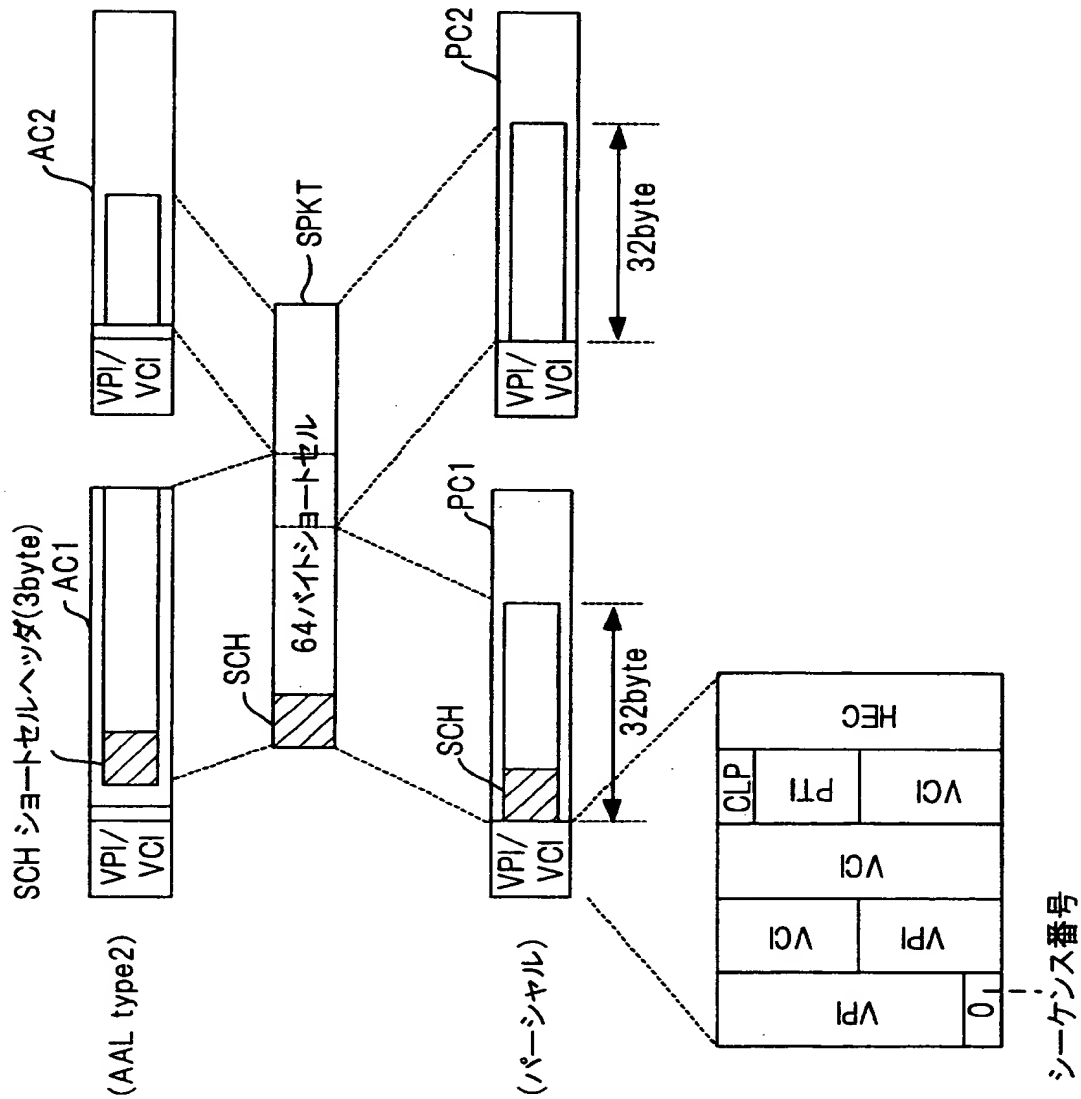 SCH ショートセルヘッダ(3byte)
AC1
AC2
(AAL type2)
VPI/
VCI
VPI/
VCI
SCH
64バイトショートセル
SPKT
(パーシャル)
VPI/
VCI
SCH
PC1
32byte
VPI/
VCI
PC2
32byte
VPI
0
VCI
VPI
VCI
CLP
PTI
VCI
HEC
シーケンス番号